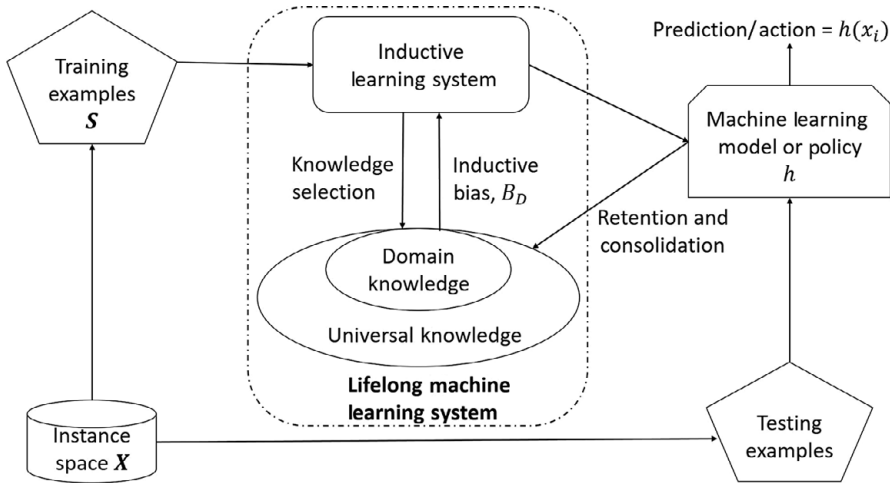 Training
examples
S
Inductive
learning system
Prediction/action = h(x_i)
Machine learning
model or policy
h
Knowledge
selection
Inductive
bias, B_D
Retention and
consolidation
Domain
knowledge
Universal knowledge
Lifelong machine
learning system
Instance
space X
Testing
examples